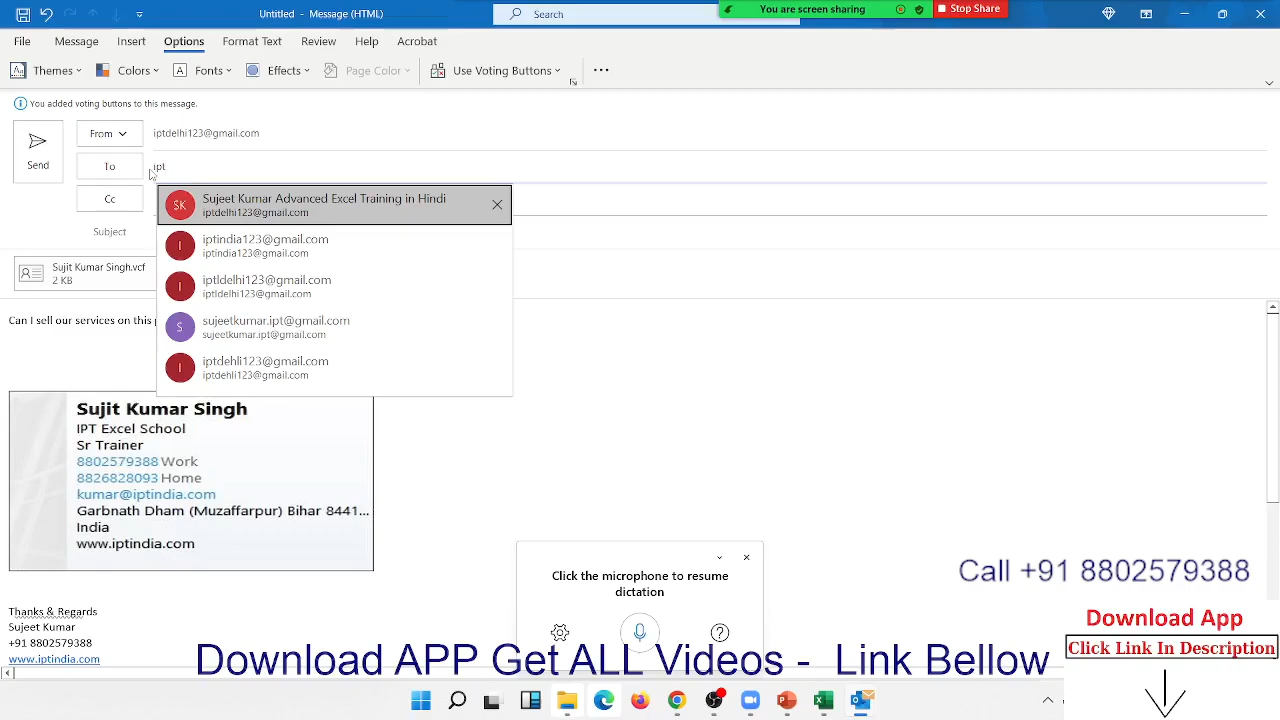 Untitled - Message (HTML)
Search
You are screen sharing
Stop Share
File
Message
Insert
Options
Format Text
Review
Help
Acrobat
Themes
Colors
Fonts
Effects
Page Color
Use Voting Buttons
You added voting buttons to this message.
From
iptdelhi123@gmail.com
Send
To
ipt
Cc
Subject
SK
Sujeet Kumar Advanced Excel Training in Hindi
iptdelhi123@gmail.com
I
iptindia123@gmail.com
iptindia123@gmail.com
I
iptldelhi123@gmail.com
iptldelhi123@gmail.com
S
sujeetkumar.ipt@gmail.com
sujeetkumar.ipt@gmail.com
I
iptdehli123@gmail.com
iptdehli123@gmail.com
Sujit Kumar Singh.vcf
2 KB
Can I sell our services on this
Sujit Kumar Singh
IPT Excel School
Sr Trainer
8802579388 Work
8826828093 Home
kumar@iptindia.com
Garbnath Dham (Muzaffarpur) Bihar 8441...
India
www.iptindia.com
Click the microphone to resume
dictation
Thanks & Regards
Sujeet Kumar
+91 8802579388
www.iptindia.com
Call +91 8802579388
Download App
Click Link In Description
Download APP Get ALL Videos - Link Bellow